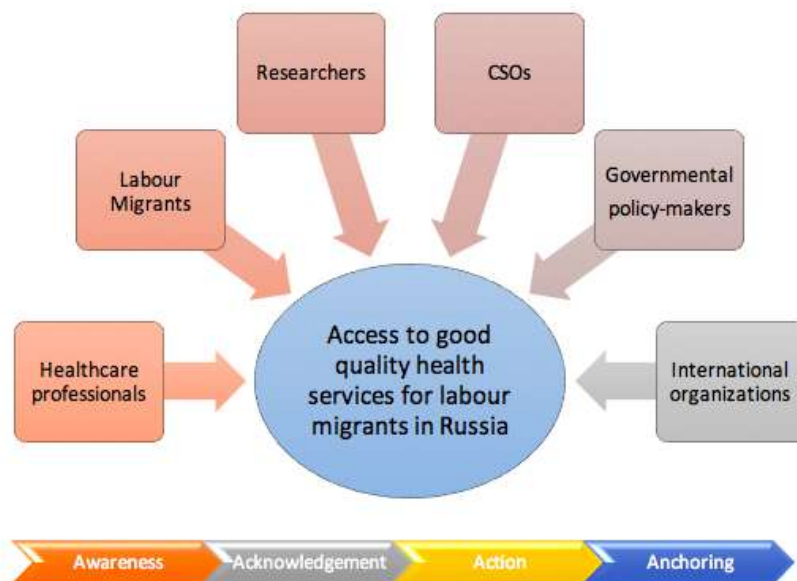 Researchers
CSOs
Labour
Migrants
Governmental
policy-makers
Healthcare
professionals
Access to good
quality health
services for labour
migrants in Russia
International
organizations
Awareness
Acknowledgement
Action
Anchoring